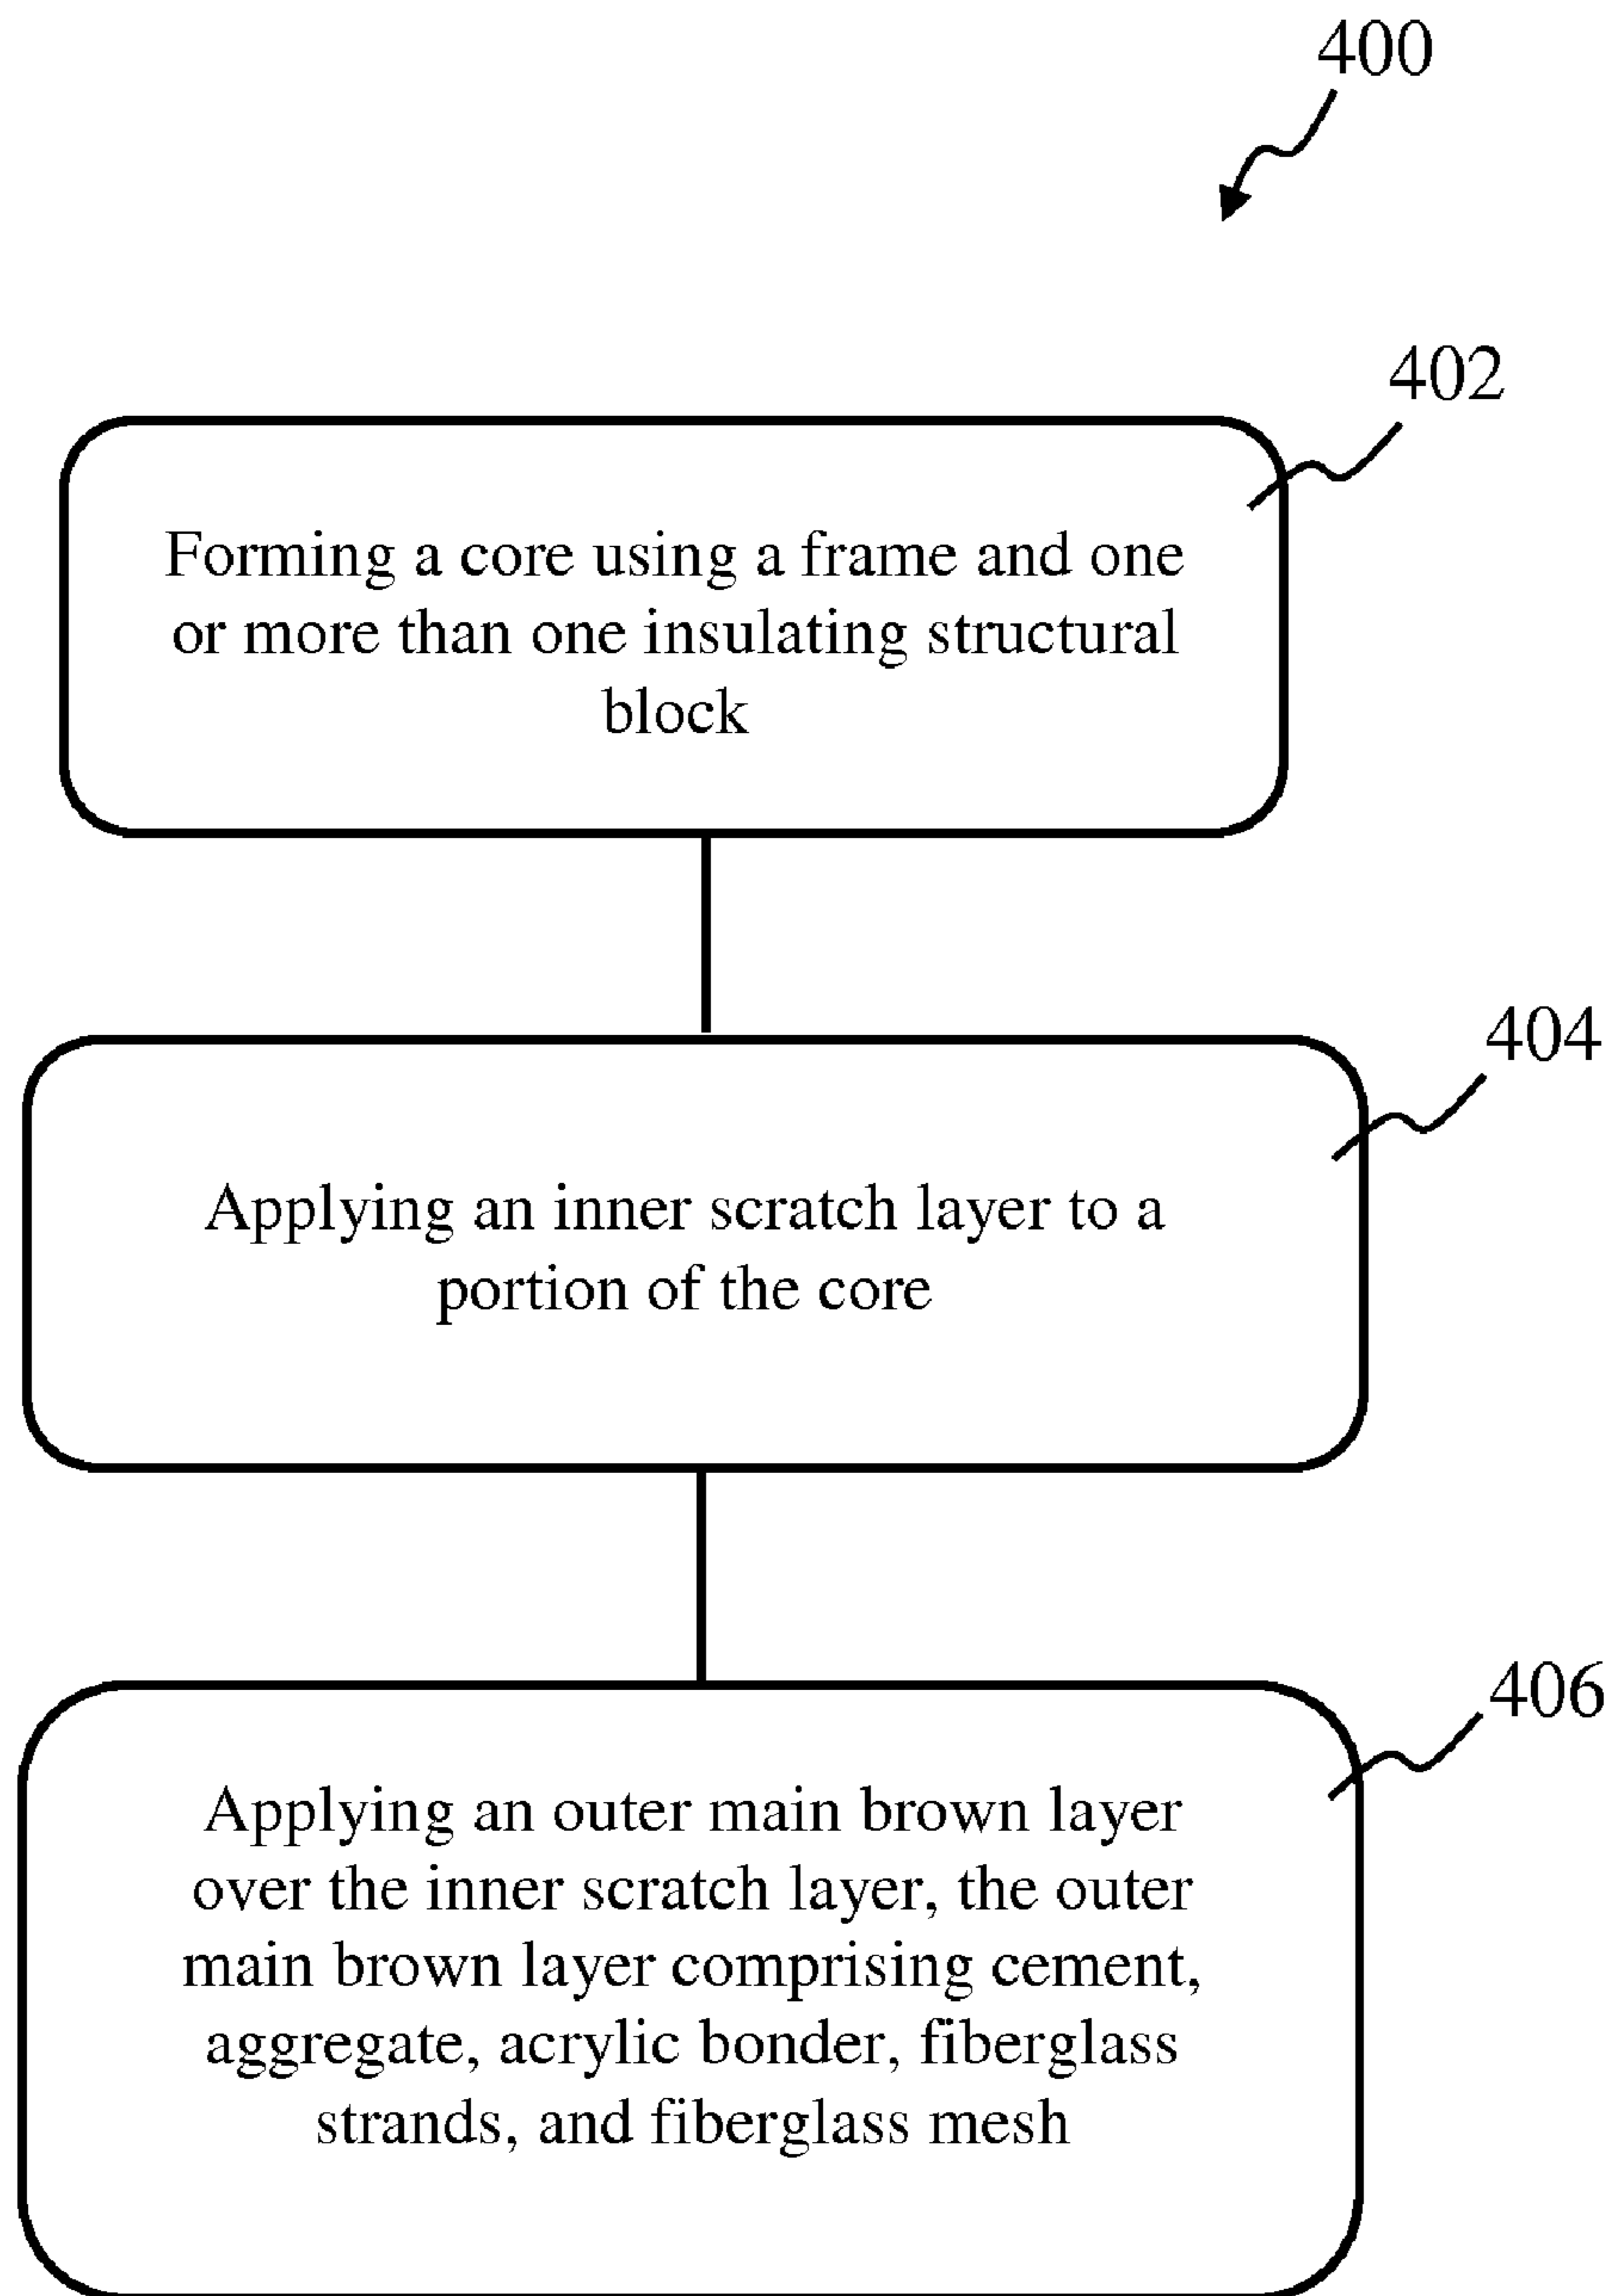 400
402
Forming a core using a frame and one
or more than one insulating structural
block
404
Applying an inner scratch layer to a
portion of the core
406
Applying an outer main brown layer
over the inner scratch layer, the outer
main brown layer comprising cement,
aggregate, acrylic bonder, fiberglass
strands, and fiberglass mesh